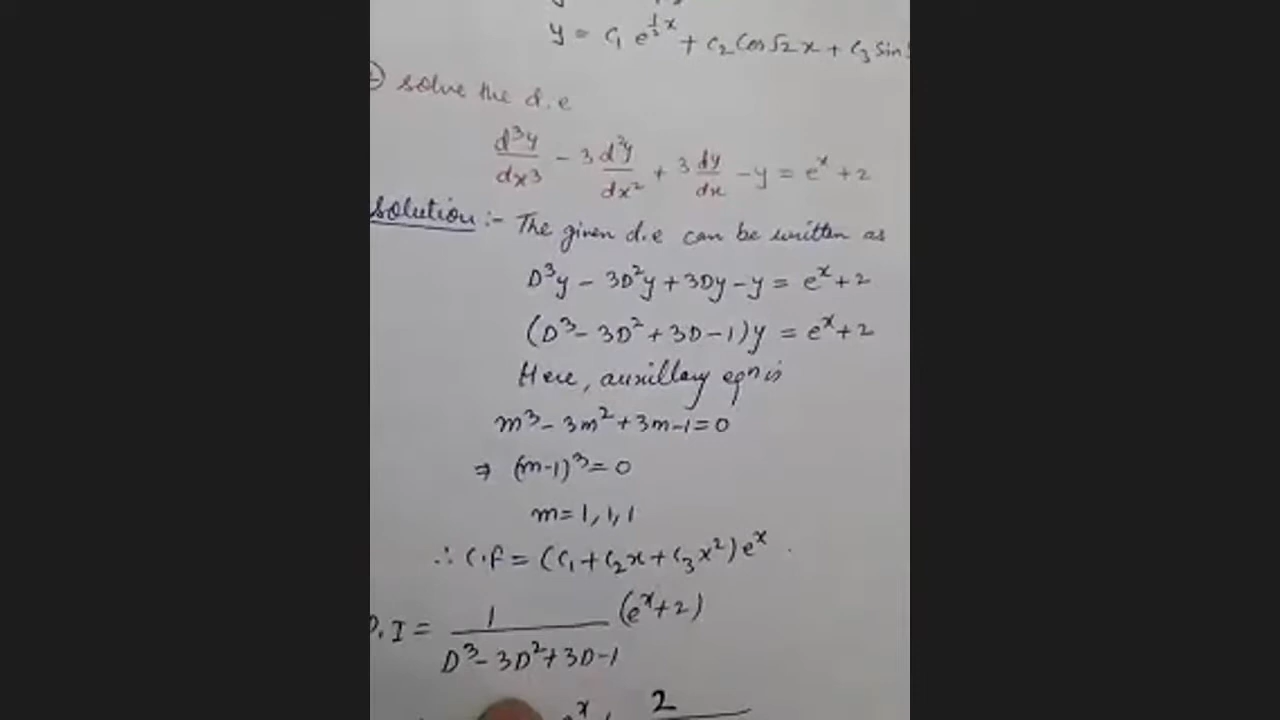 y = c₁ e^{½x} + c₂ cos√2x + c₃ sin
solve the d.e
d³y/dx³ − 3 d²y/dx² + 3 dy/dx − y = eˣ + 2
Solution :- The given d.e can be written as
D³y − 3D²y + 3Dy − y = eˣ + 2
(D³ − 3D² + 3D − 1)y = eˣ + 2
Here, auxillary eqⁿ is
m³ − 3m² + 3m − 1 = 0
⇒ (m−1)³ = 0
m = 1, 1, 1
∴ C.F = (C₁ + C₂x + C₃x²)eˣ .
P.I = 1/(D³ − 3D² + 3D − 1) (eˣ + 2)
2